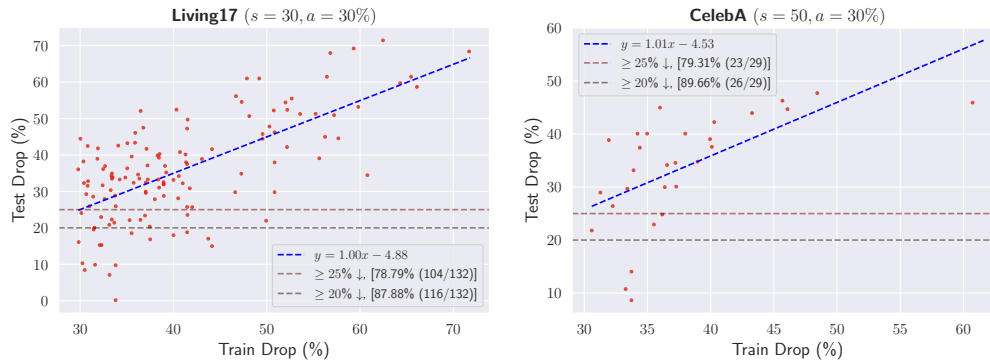 Living17 (s = 30, a = 30%)
Test Drop (%)
70
60
50
40
30
20
10
0
y = 1.00x − 4.88
≥ 25% ↓, [78.79% (104/132)]
≥ 20% ↓, [87.88% (116/132)]
30 40 50 60 70
Train Drop (%)
CelebA (s = 50, a = 30%)
Test Drop (%)
60
50
40
30
20
10
y = 1.01x − 4.53
≥ 25% ↓, [79.31% (23/29)]
≥ 20% ↓, [89.66% (26/29)]
30 35 40 45 50 55 60
Train Drop (%)